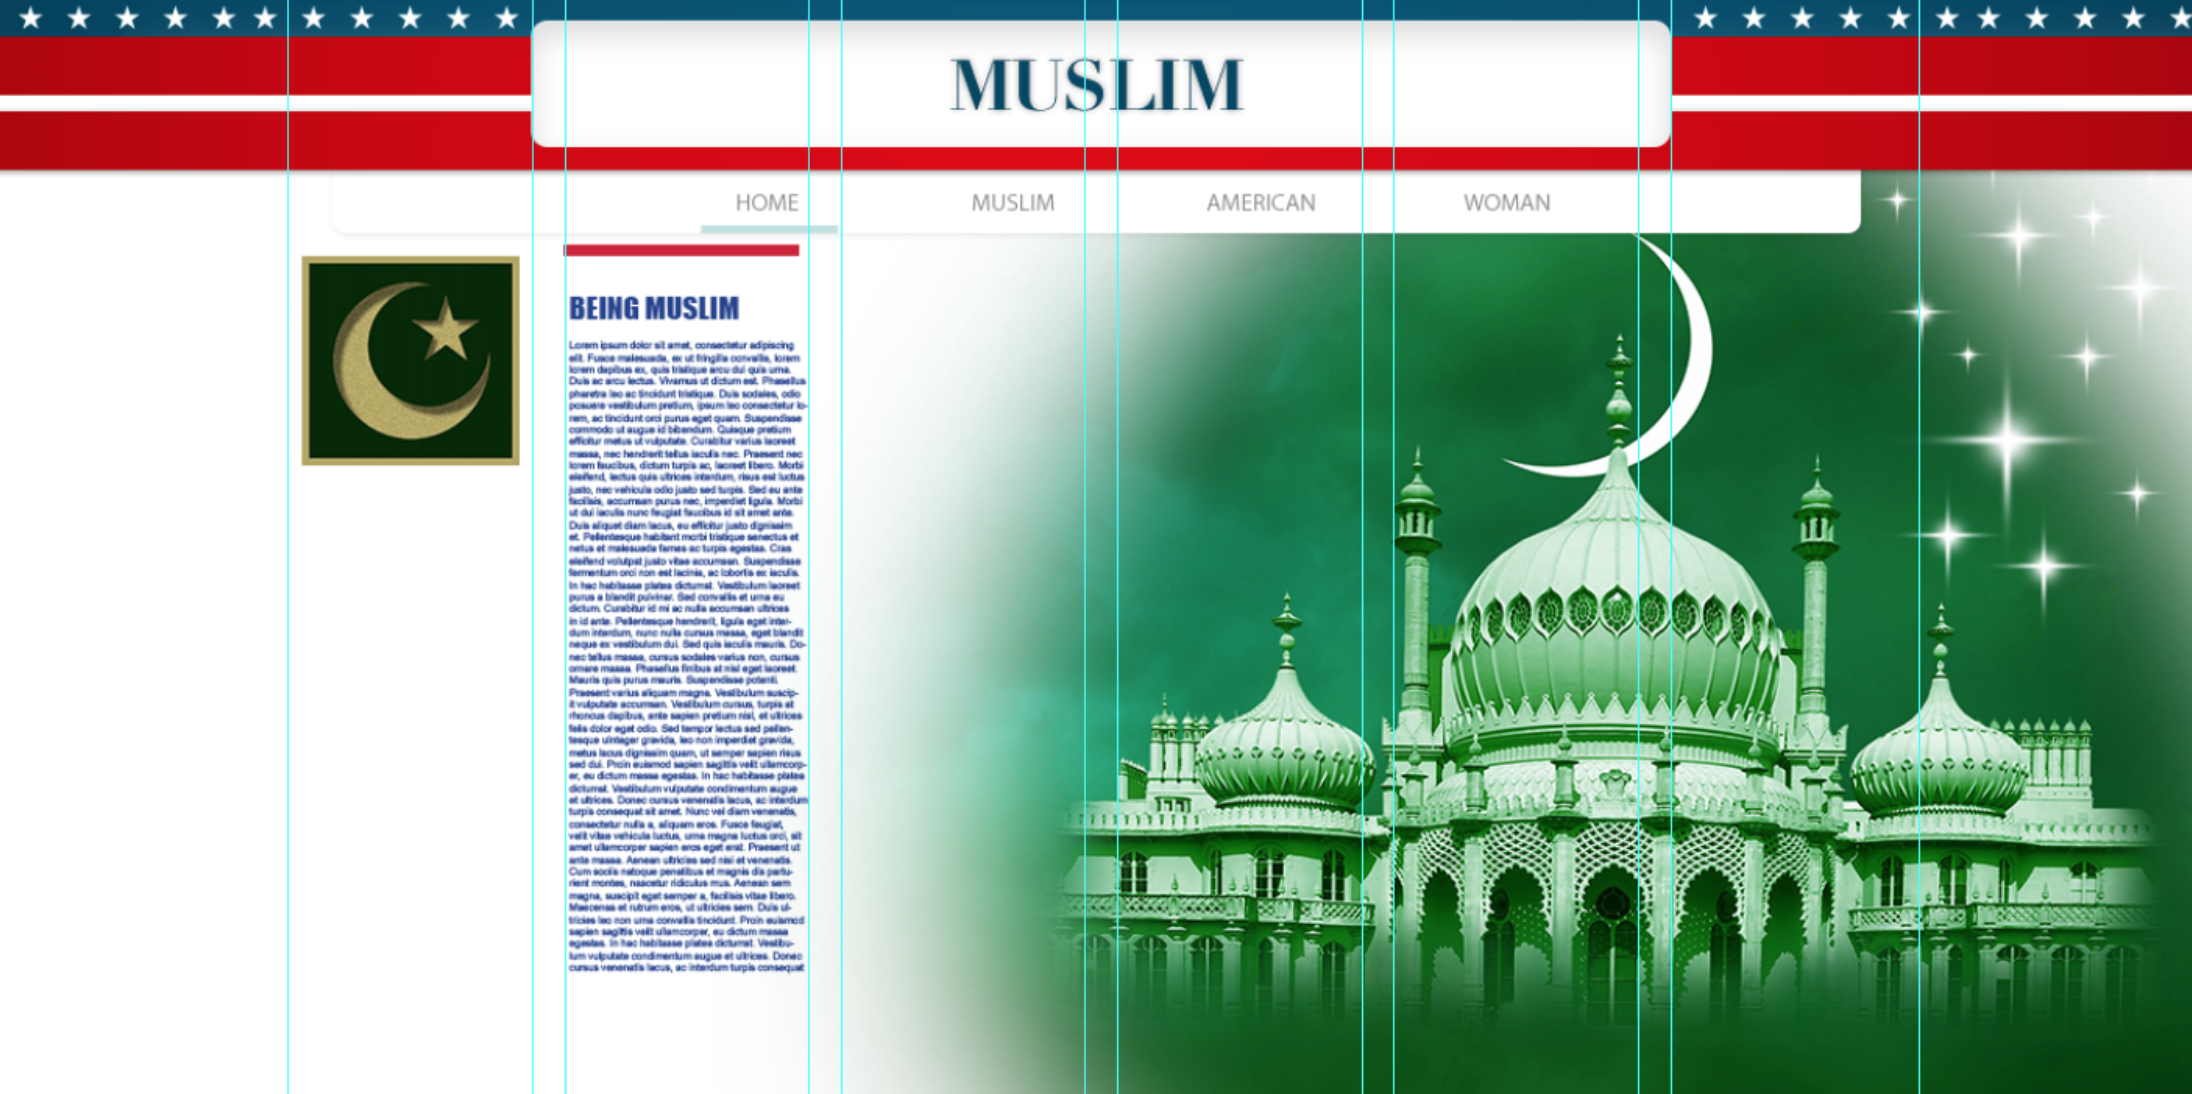 MUSLIM
HOME
MUSLIM
AMERICAN
WOMAN
BEING MUSLIM
Lorem ipsum dolor sit amet, consectetur adipiscing
elit. Fusce malesuada, ex ut fringilla convallis, lorem
lorem dapibus ex, quis tristique arcu dui quis urna.
Duis ac arcu lectus. Vivamus ut dictum est. Phasellus
pharetra leo ac tincidunt tristique. Duis sodales, odio
posuere vestibulum pretium, ipsum leo consectetur lo-
rem, ac tincidunt orci purus eget quam. Suspendisse
commodo ut augue id bibendum. Quisque pretium
efficitur metus ut vulputate. Curabitur varius laoreet
massa, nec hendrerit tellus iaculis nec. Praesent nec
lorem faucibus, dictum turpis ac, laoreet libero. Morbi
eleifend, lectus quis ultrices interdum, risus est luctus
justo, nec vehicula odio justo sed turpis. Sed eu ante
facilisis, accumsan purus nec, imperdiet ligula. Morbi
ut dui iaculis nunc feugiat faucibus id sit amet ante.
Duis aliquet diam lacus, eu efficitur justo dignissim
et. Pellentesque habitant morbi tristique senectus et
netus et malesuada fames ac turpis egestas. Cras
eleifend volutpat justo vitae accumsan. Suspendisse
fermentum orci non est lacinia, ac lobortis ex iaculis.
In hac habitasse platea dictumst. Vestibulum laoreet
purus a blandit pulvinar. Sed convallis et urna eu
dictum. Curabitur id mi ac nulla accumsan ultrices
in id ante. Pellentesque hendrerit, ligula eget inter-
dum interdum, nunc nulla cursus massa, eget blandit
neque ex vestibulum dui. Sed quis iaculis mauris. Do-
nec tellus massa, cursus sodales varius non, cursus
ornare massa. Phasellus finibus at nisl eget laoreet.
Mauris quis purus mauris. Suspendisse potenti.
Praesent varius aliquam magna. Vestibulum suscip-
it vulputate accumsan. Vestibulum cursus, turpis at
rhoncus dapibus, ante sapien pretium nisl, et ultrices
felis dolor eget odio. Sed tempor lectus sed pellen-
tesque uInteger gravida, leo non imperdiet gravida,
metus lacus dignissim quam, ut semper sapien risus
sed dui. Proin euismod sapien sagittis velit ullamcorp-
er, eu dictum massa egestas. In hac habitasse platea
dictumst. Vestibulum vulputate condimentum augue
et ultrices. Donec cursus venenatis lacus, ac interdum
turpis consequat sit amet. Nunc vel diam venenatis,
consectetur nulla a, aliquam eros. Fusce feugiat,
velit vitae vehicula luctus, urna magna luctus orci, sit
amet ullamcorper sapien eros eget erat. Praesent ut
ante massa. Aenean ultricies sed nisi et venenatis.
Cum sociis natoque penatibus et magnis dis partu-
rient montes, nascetur ridiculus mus. Aenean sem
magna, suscipit eget semper a, facilisis vitae libero.
Maecenas et rutrum eros, ut ultricies sem. Duis ul-
tricies leo non urna convallis tincidunt. Proin euismod
sapien sagittis velit ullamcorper, eu dictum massa
egestas. In hac habitasse platea dictumst. Vestibu-
lum vulputate condimentum augue et ultrices. Donec
cursus venenatis lacus, ac interdum turpis consequat